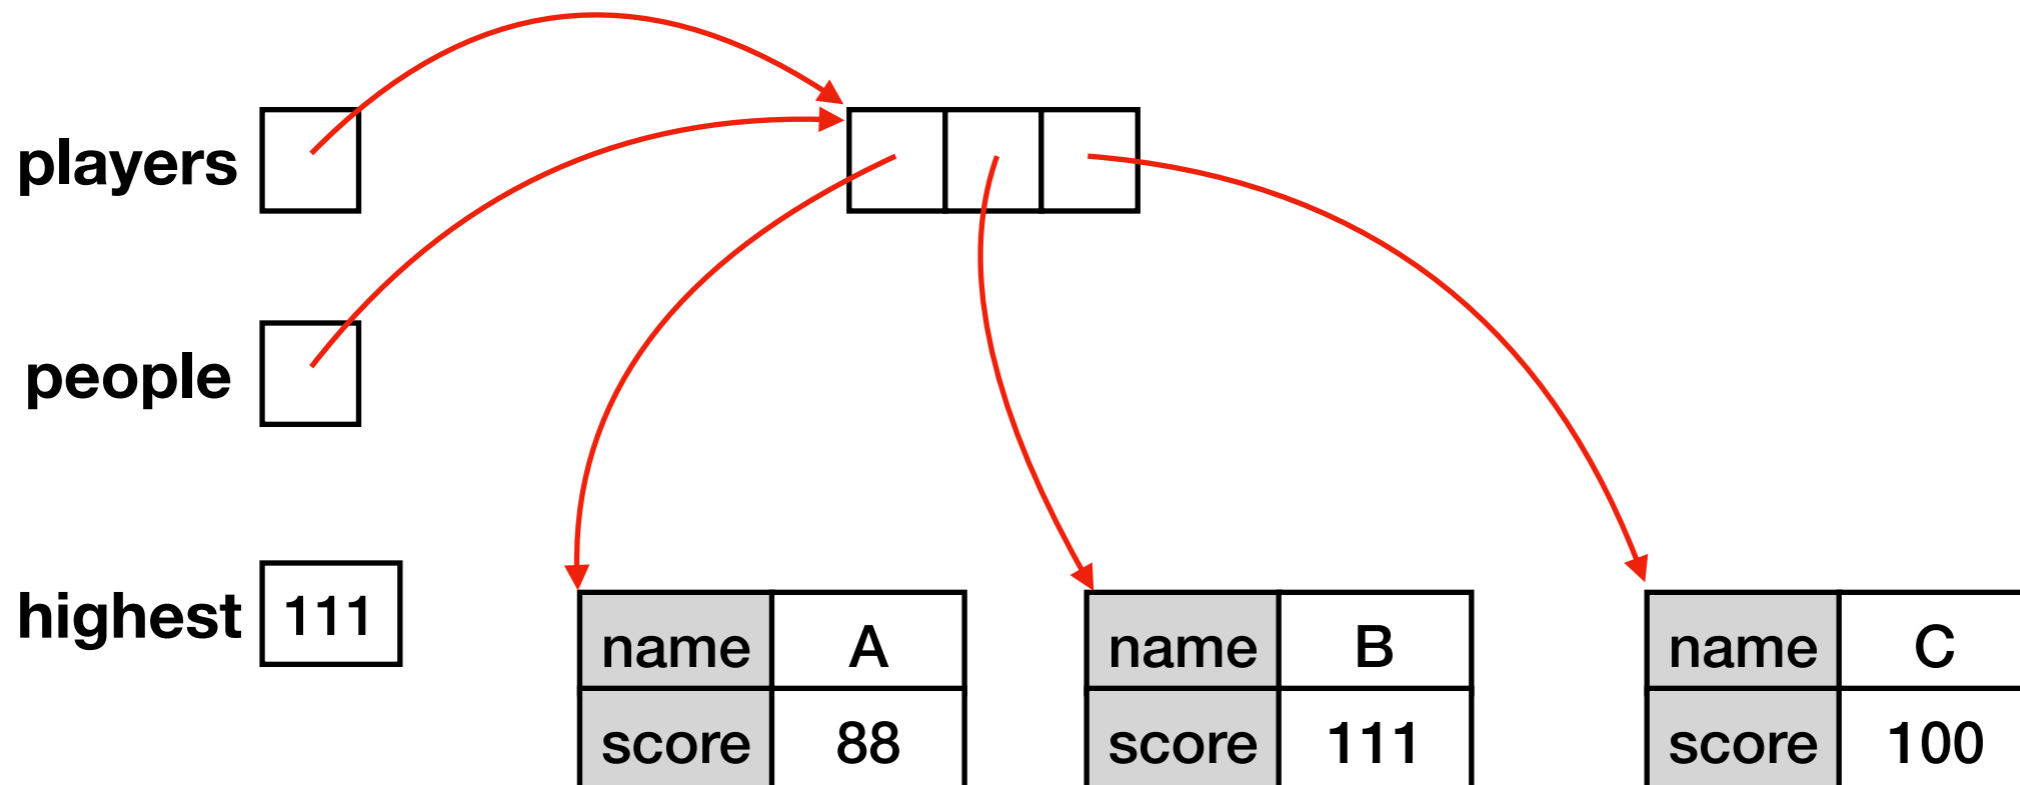 players
people
highest 111
name A
score 88
name B
score 111
name C
score 100